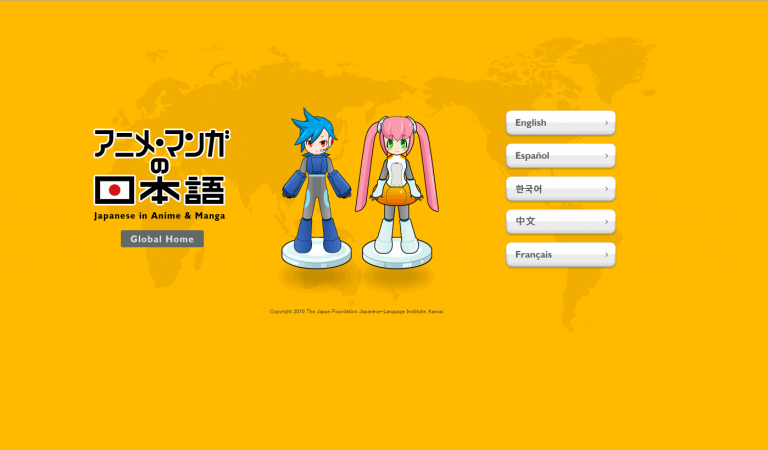 アニメ・マンガ
の
日本語
Japanese in Anime & Manga
Global Home
English
Español
한국어
中文
Français
Copyright 2010 The Japan Foundation Japanese-Language Institute, Kansai